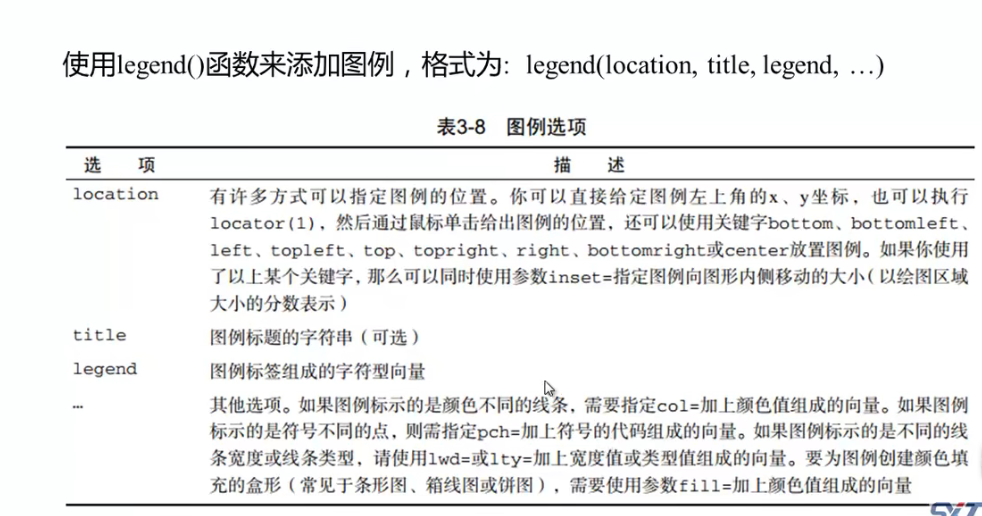 使用legend()函数来添加图例，格式为: legend(location, title, legend, …)
表3-8 图例选项
选 项 描 述
location 有许多方式可以指定图例的位置。你可以直接给定图例左上角的x、y坐标，也可以执行
locator(1)，然后通过鼠标单击给出图例的位置，还可以使用关键字bottom、bottomleft、
left、topleft、top、topright、right、bottomright或center放置图例。如果你使用
了以上某个关键字，那么可以同时使用参数inset=指定图例向图形内侧移动的大小（以绘图区域
大小的分数表示）
title 图例标题的字符串（可选）
legend 图例标签组成的字符型向量
… 其他选项。如果图例标示的是颜色不同的线条，需要指定col=加上颜色值组成的向量。如果图例
标示的是符号不同的点，则需指定pch=加上符号的代码组成的向量。如果图例标示的是不同的线
条宽度或线条类型，请使用lwd=或lty=加上宽度值或类型值组成的向量。要为图例创建颜色填
充的盒形（常见于条形图、箱线图或饼图），需要使用参数fill=加上颜色值组成的向量